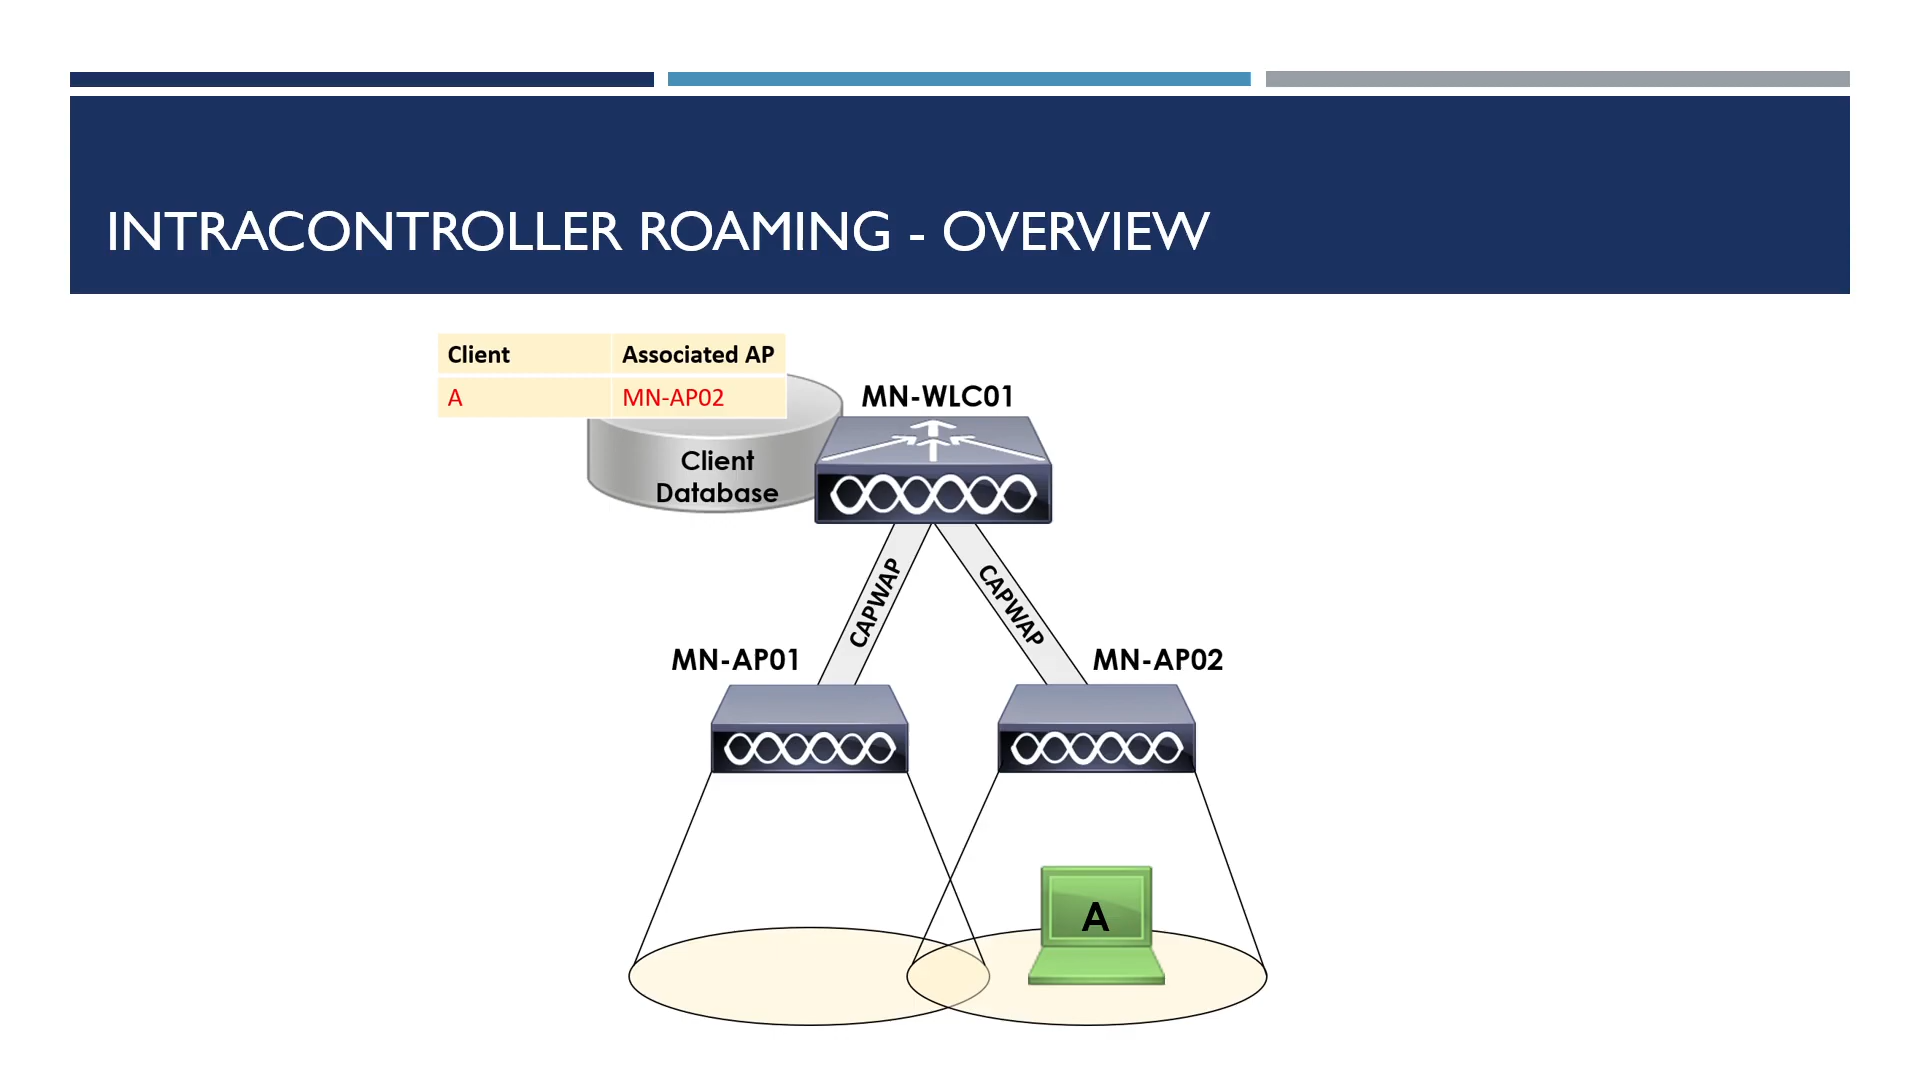 INTRACONTROLLER ROAMING - OVERVIEW
Client Associated AP
A MN-AP02
MN-WLC01
Client
Database
CAPWAP CAPWAP
MN-AP01 MN-AP02
A